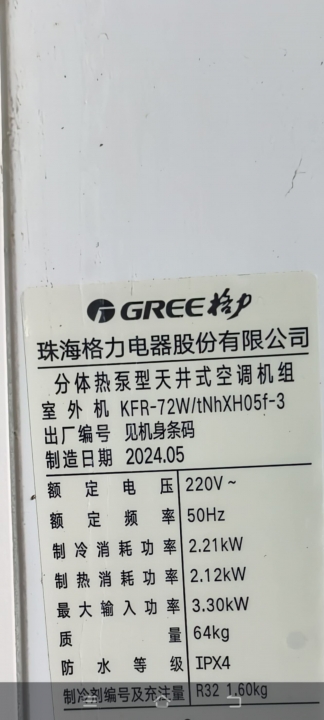 GREE格力
珠海格力电器股份有限公司
分体热泵型天井式空调机组
室外机 KFR-72W/tNhXH05f-3
出厂编号 见机身条码
制造日期 2024.05
额定电压 220V~
额定频率 50Hz
制冷消耗功率 2.21kW
制热消耗功率 2.12kW
最大输入功率 3.30kW
质量 64kg
防水等级 IPX4
制冷剂编号及充注量 R32 1.60kg